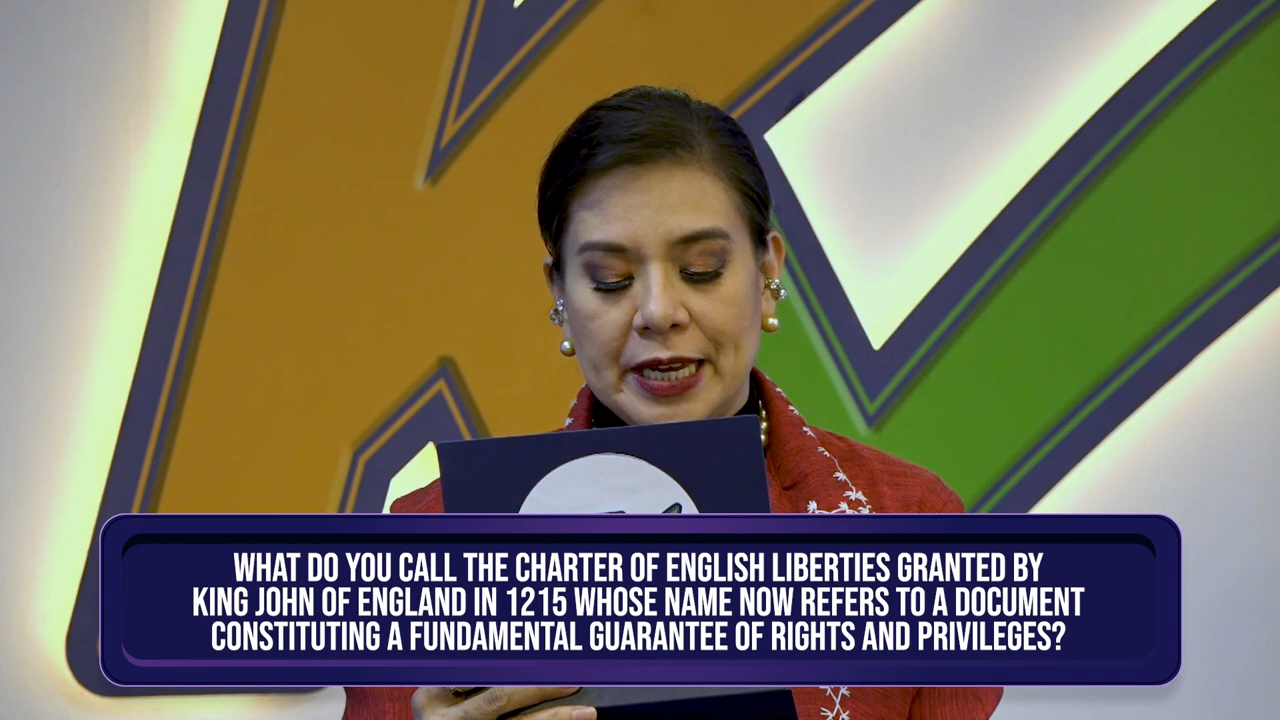 WHAT DO YOU CALL THE CHARTER OF ENGLISH LIBERTIES GRANTED BY
KING JOHN OF ENGLAND IN 1215 WHOSE NAME NOW REFERS TO A DOCUMENT
CONSTITUTING A FUNDAMENTAL GUARANTEE OF RIGHTS AND PRIVILEGES?